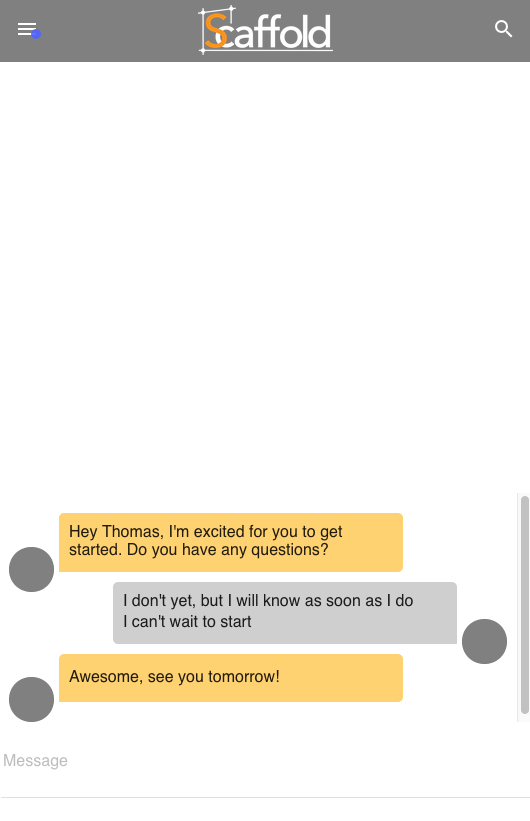 Scaffold
Hey Thomas, I'm excited for you to get
started. Do you have any questions?
I don't yet, but I will know as soon as I do
I can't wait to start
Awesome, see you tomorrow!
Message